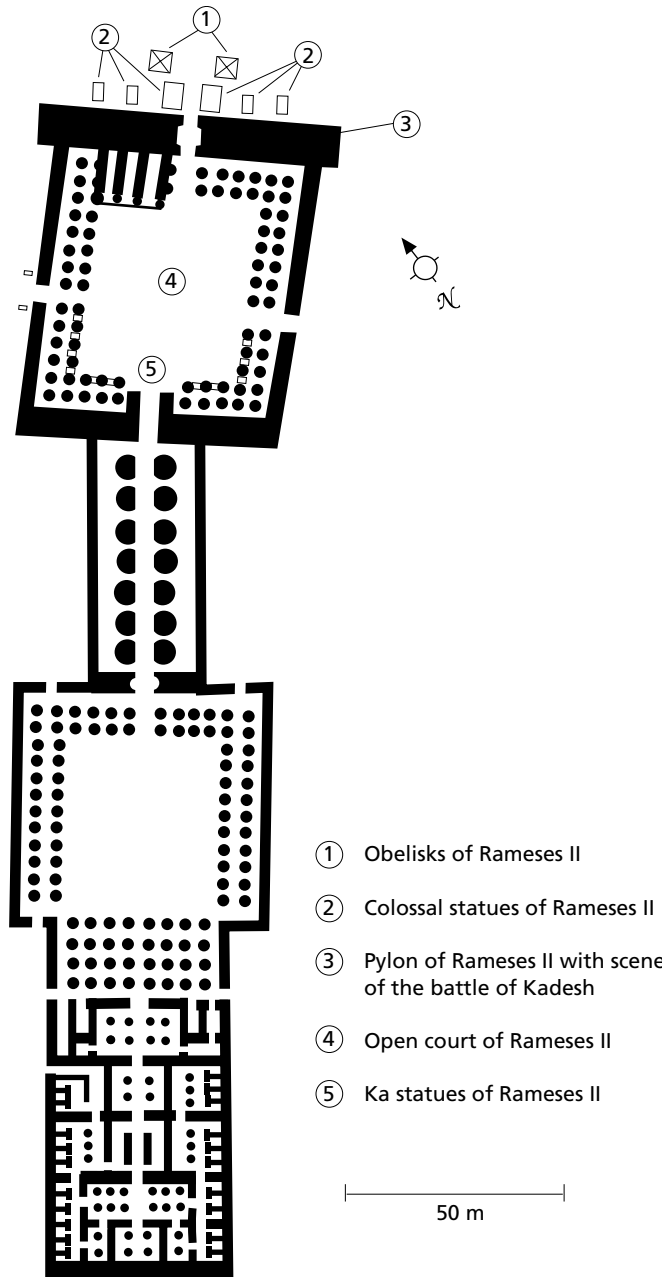 1
2
2
3
4
5
N
1 Obelisks of Rameses II
2 Colossal statues of Rameses II
3 Pylon of Rameses II with scene
of the battle of Kadesh
4 Open court of Rameses II
5 Ka statues of Rameses II
50 m